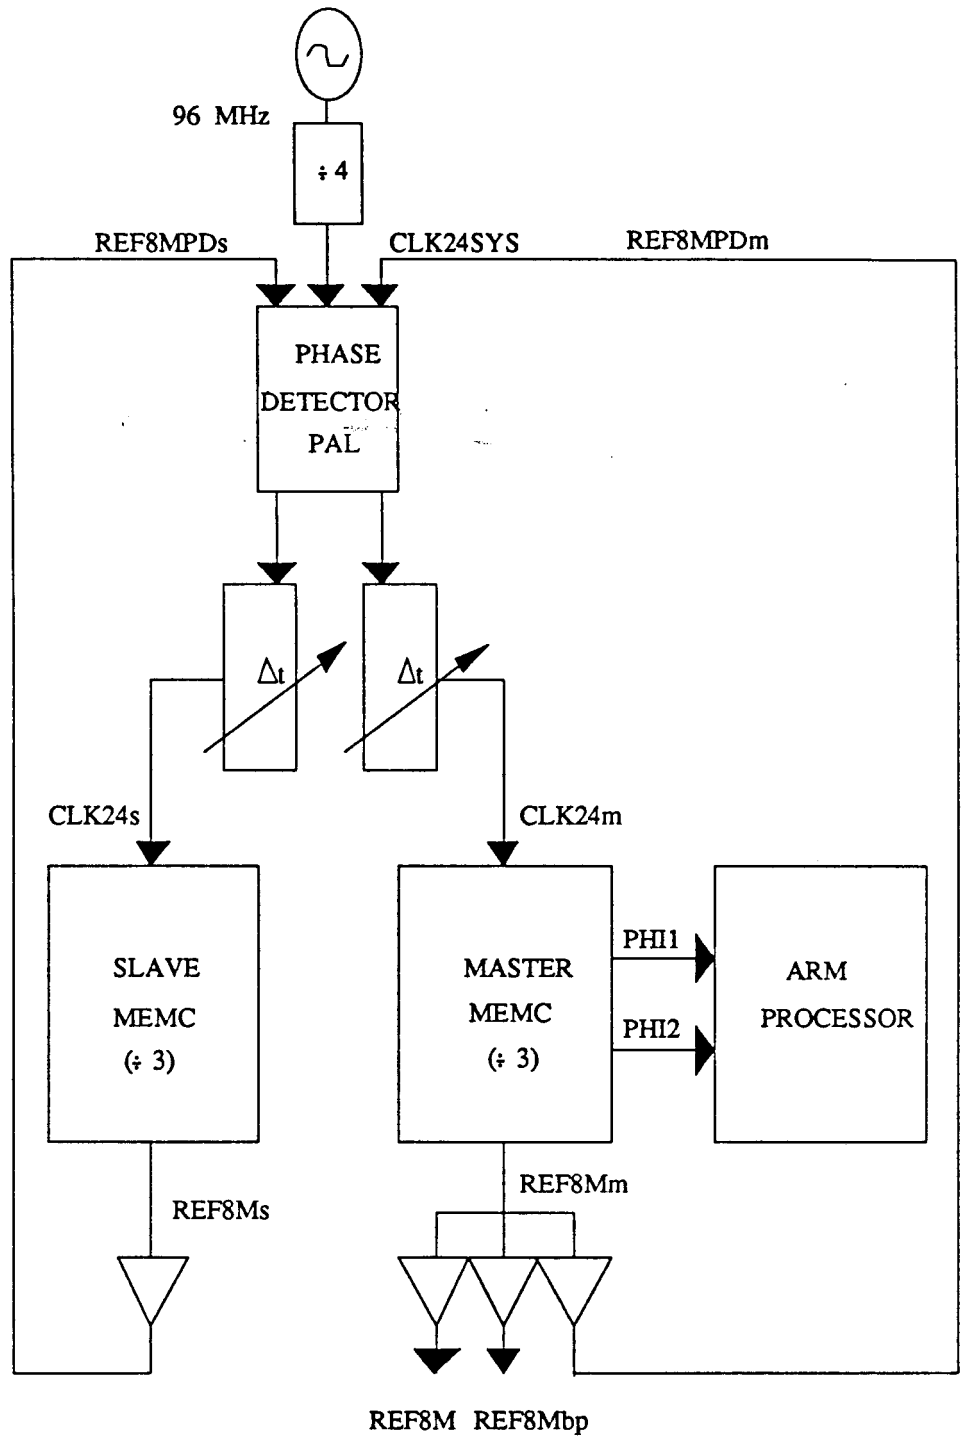 96 MHz
÷ 4
REF8MPDs
CLK24SYS
REF8MPDm
PHASE
DETECTOR
PAL
Δt
Δt
CLK24s
CLK24m
SLAVE
MEMC
(÷ 3)
MASTER
MEMC
(÷ 3)
PHI1
PHI2
ARM
PROCESSOR
REF8Ms
REF8Mm
REF8M
REF8Mbp